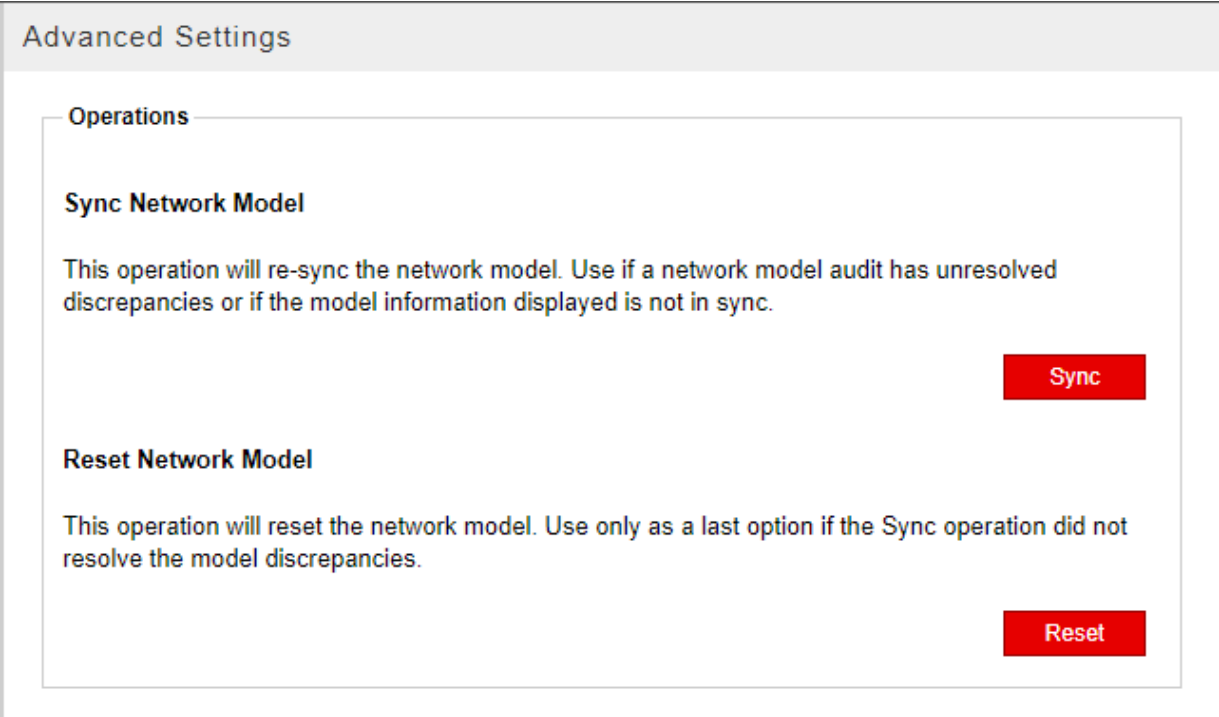 Advanced Settings
Operations
Sync Network Model
This operation will re-sync the network model. Use if a network model audit has unresolved
discrepancies or if the model information displayed is not in sync.
Sync
Reset Network Model
This operation will reset the network model. Use only as a last option if the Sync operation did not
resolve the model discrepancies.
Reset